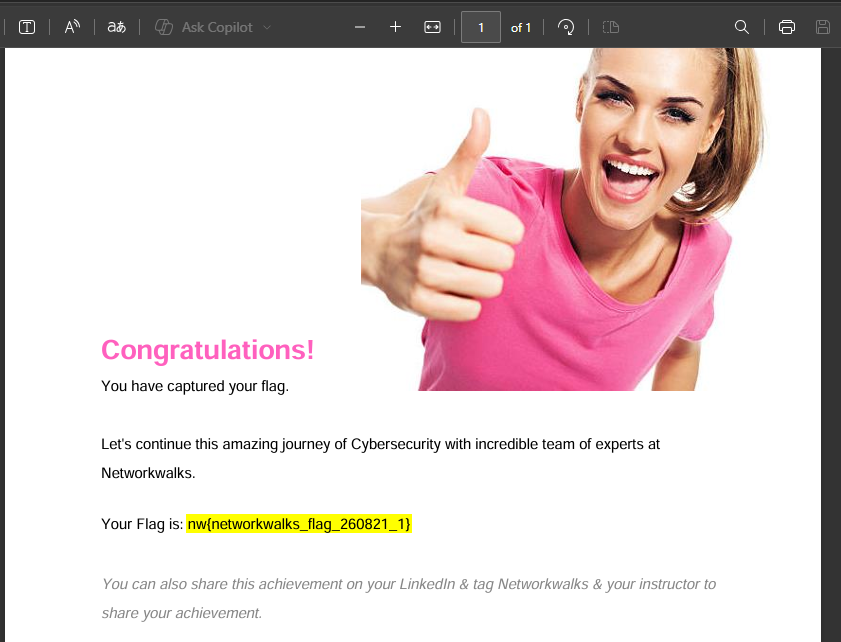 Ask Copilot
1 of 1
Congratulations!
You have captured your flag.
Let's continue this amazing journey of Cybersecurity with incredible team of experts at
Networkwalks.
Your Flag is: nw{networkwalks_flag_260821_1}
You can also share this achievement on your LinkedIn & tag Networkwalks & your instructor to
share your achievement.